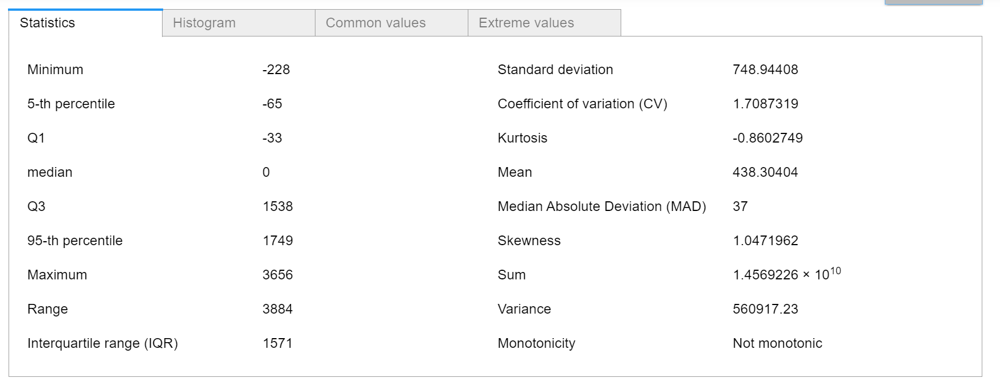 Statistics Histogram Common values Extreme values
Minimum -228 Standard deviation 748.94408
5-th percentile -65 Coefficient of variation (CV) 1.7087319
Q1 -33 Kurtosis -0.8602749
median 0 Mean 438.30404
Q3 1538 Median Absolute Deviation (MAD) 37
95-th percentile 1749 Skewness 1.0471962
Maximum 3656 Sum 1.4569226 × 10¹⁰
Range 3884 Variance 560917.23
Interquartile range (IQR) 1571 Monotonicity Not monotonic